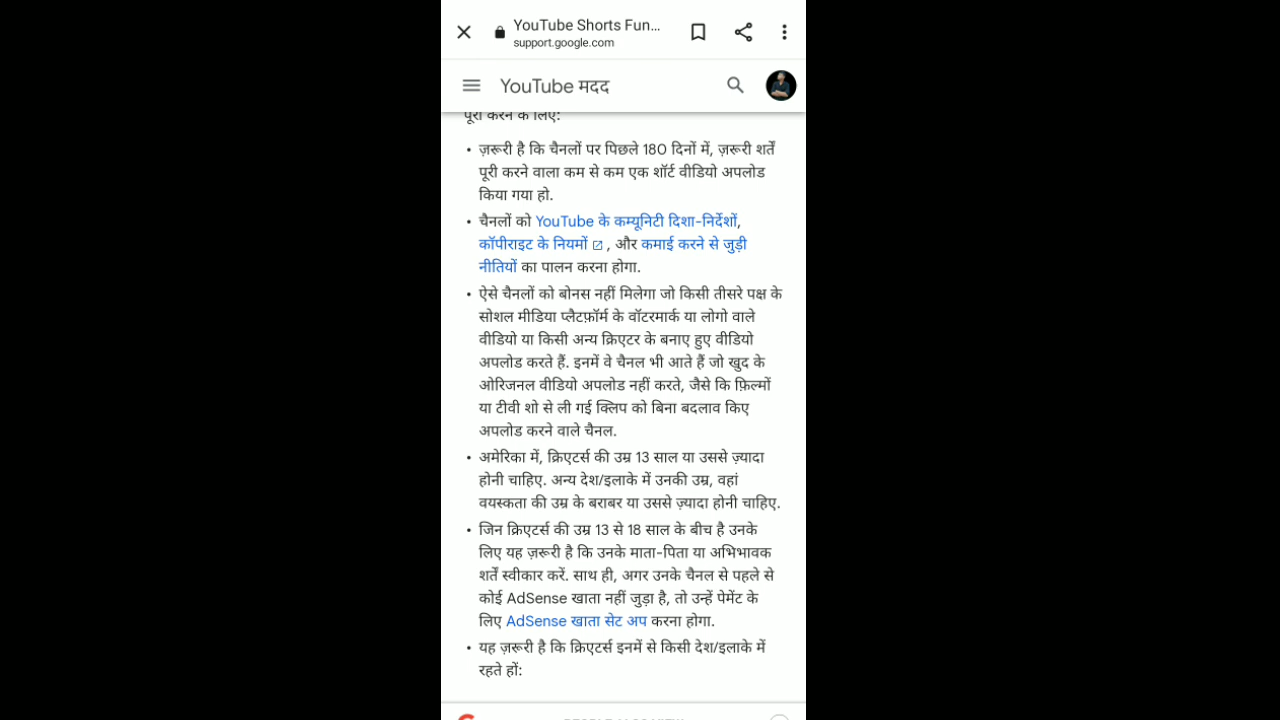 YouTube Shorts Fun...
support.google.com
YouTube मदद
पूरी करने के लिए:
• ज़रूरी है कि चैनलों पर पिछले 180 दिनों में, ज़रूरी शर्तें
पूरी करने वाला कम से कम एक शॉर्ट वीडियो अपलोड
किया गया हो.
• चैनलों को YouTube के कम्यूनिटी दिशा-निर्देशों,
कॉपीराइट के नियमों , और कमाई करने से जुड़ी
नीतियों का पालन करना होगा.
• ऐसे चैनलों को बोनस नहीं मिलेगा जो किसी तीसरे पक्ष के
सोशल मीडिया प्लैटफ़ॉर्म के वॉटरमार्क या लोगो वाले
वीडियो या किसी अन्य क्रिएटर के बनाए हुए वीडियो
अपलोड करते हैं. इनमें वे चैनल भी आते हैं जो खुद के
ओरिजनल वीडियो अपलोड नहीं करते, जैसे कि फ़िल्मों
या टीवी शो से ली गई क्लिप को बिना बदलाव किए
अपलोड करने वाले चैनल.
• अमेरिका में, क्रिएटर्स की उम्र 13 साल या उससे ज़्यादा
होनी चाहिए. अन्य देश/इलाके में उनकी उम्र, वहां
वयस्कता की उम्र के बराबर या उससे ज़्यादा होनी चाहिए.
• जिन क्रिएटर्स की उम्र 13 से 18 साल के बीच है उनके
लिए यह ज़रूरी है कि उनके माता-पिता या अभिभावक
शर्तें स्वीकार करें. साथ ही, अगर उनके चैनल से पहले से
कोई AdSense खाता नहीं जुड़ा है, तो उन्हें पेमेंट के
लिए AdSense खाता सेट अप करना होगा.
• यह ज़रूरी है कि क्रिएटर्स इनमें से किसी देश/इलाके में
रहते हों: